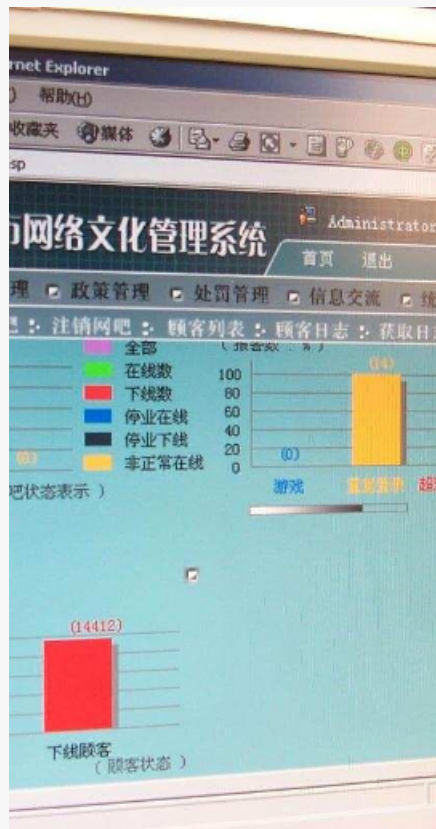 rnet Explorer
帮助(H)
收藏夹 媒体
sp
市网络文化管理系统
Administrator
首页 退出
理 政策管理 处罚管理 信息交流 统
吧 :· 注销网吧 :· 顾客列表 :· 顾客日志 :· 获取日
全部
在线数
下线数
停业在线
停业下线
非正常在线
100
80
60
40
20
0
(14)
(0)
(0)
游戏
超
吧状态表示 )
(14412)
下线顾客
( 顾客状态 )